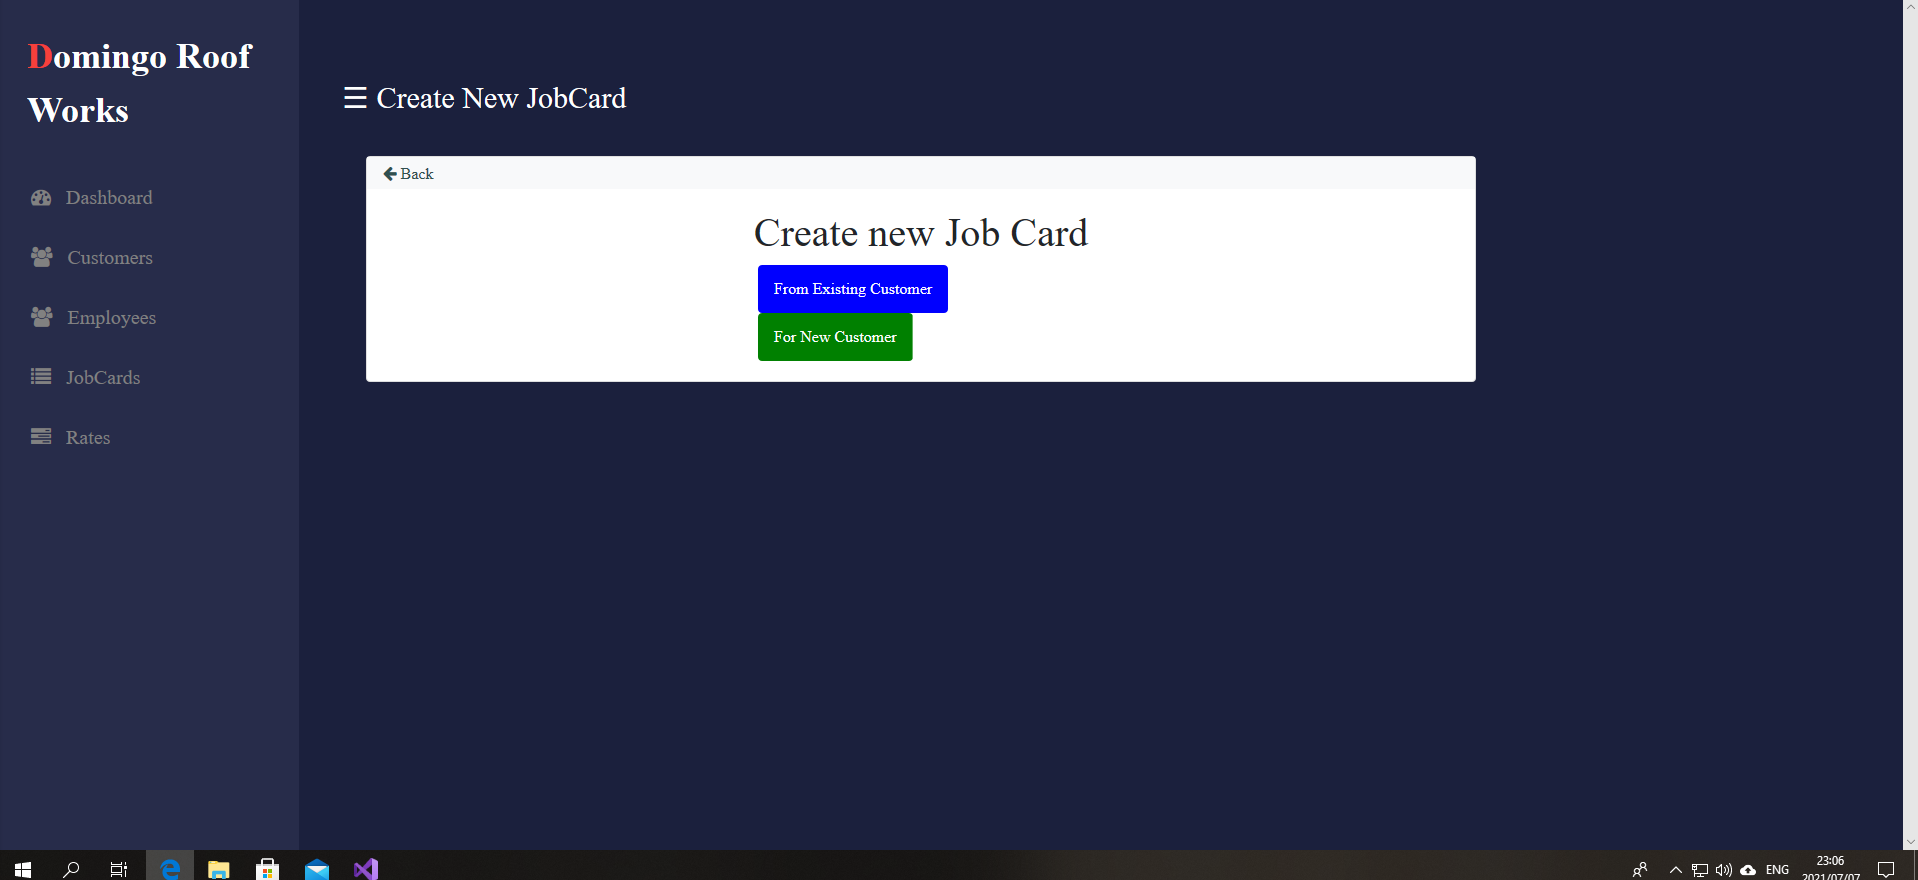 Domingo Roof
Works
Dashboard
Customers
Employees
JobCards
Rates
☰ Create New JobCard
Back
Create new Job Card
From Existing Customer
For New Customer
ENG
23:06
2021/07/07